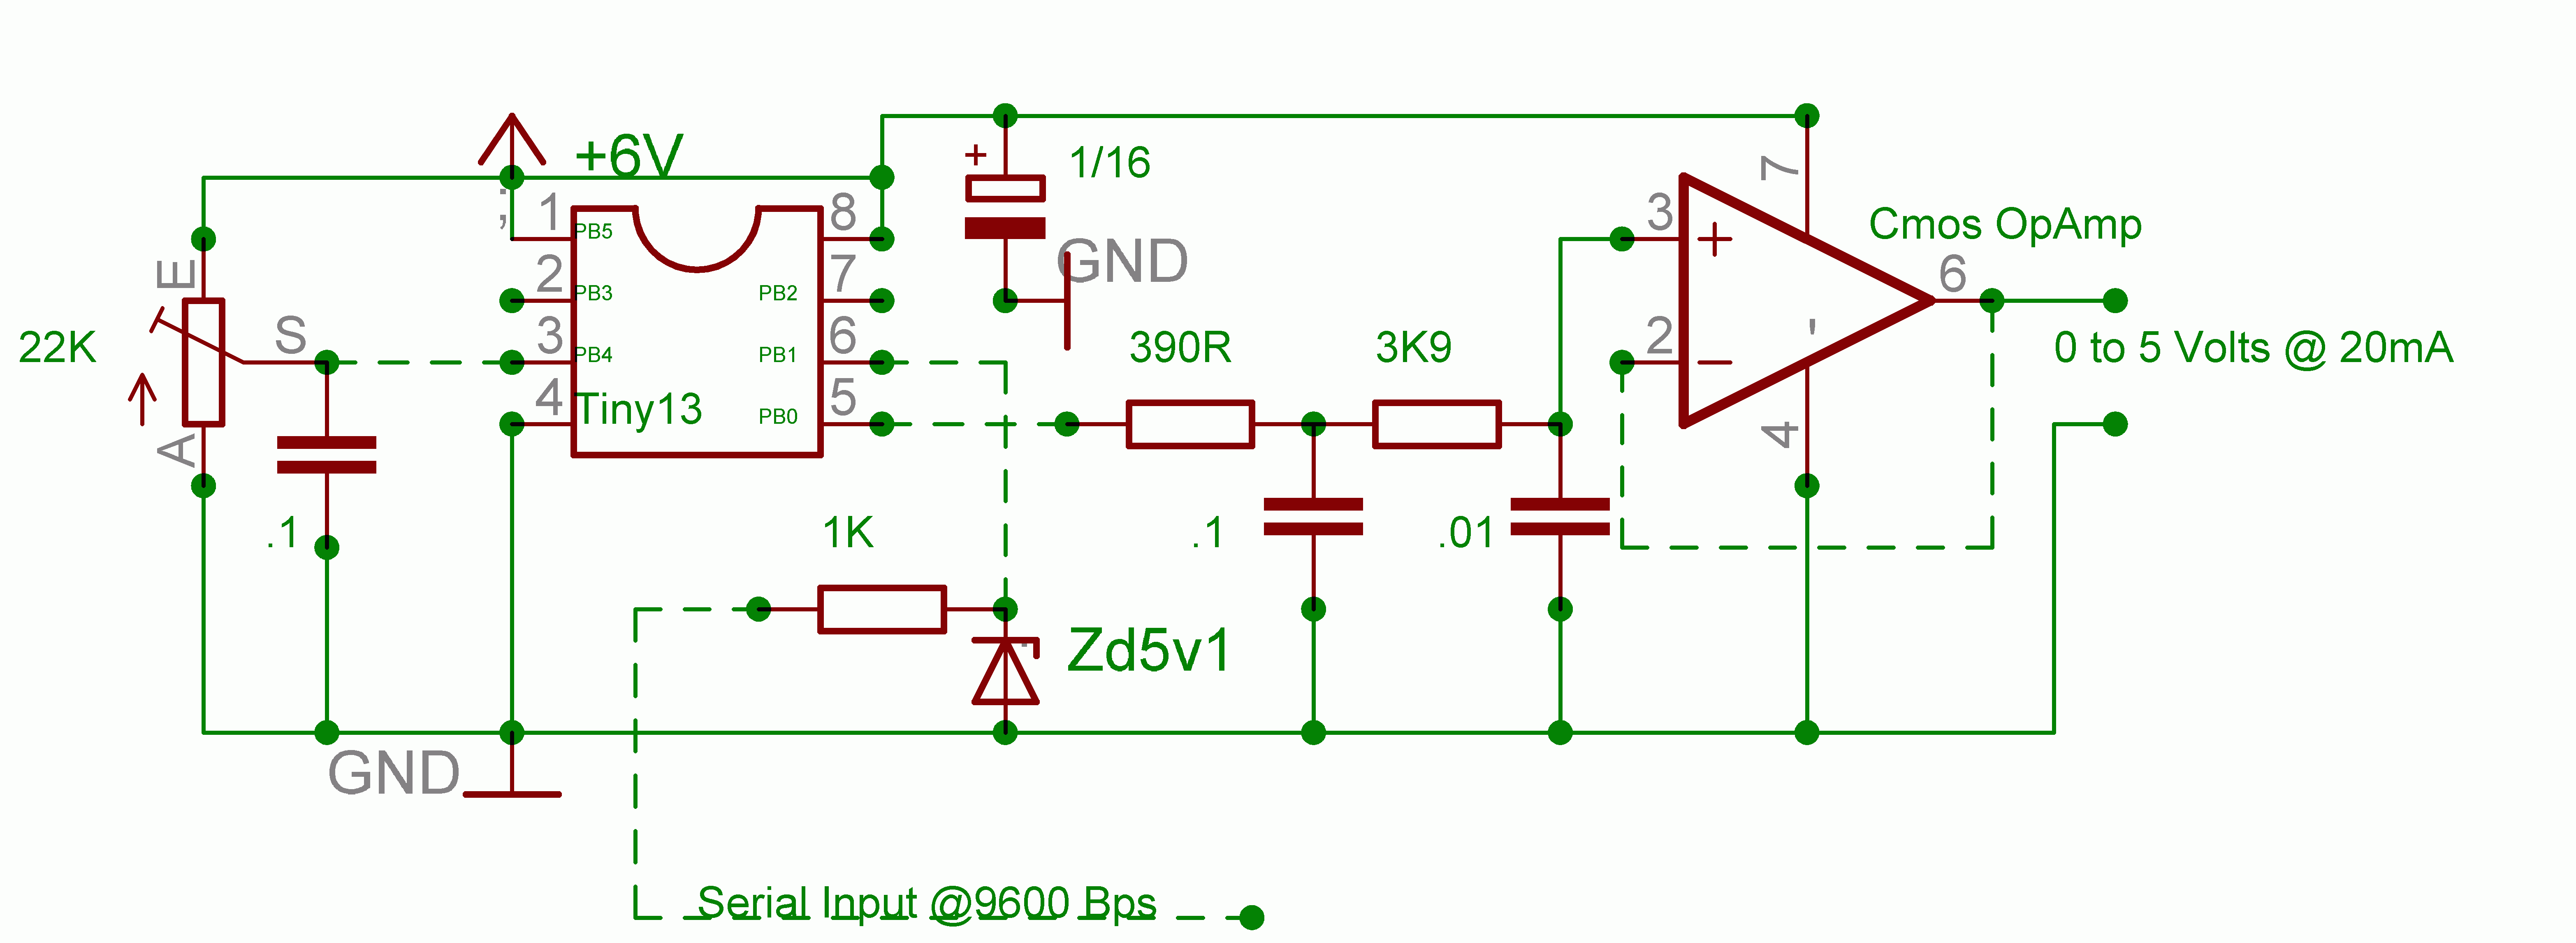 +6V
1/16
;
1
PB5
8
3
7
Cmos OpAmp
GND
E
2
PB3
PB2
7
6
22K
S
3
PB4
PB1
6
390R
3K9
2
'
0 to 5 Volts @ 20mA
A
4
Tiny13
PB0
5
4
.1
1K
.1
.01
Zd5v1
GND
Serial Input @9600 Bps